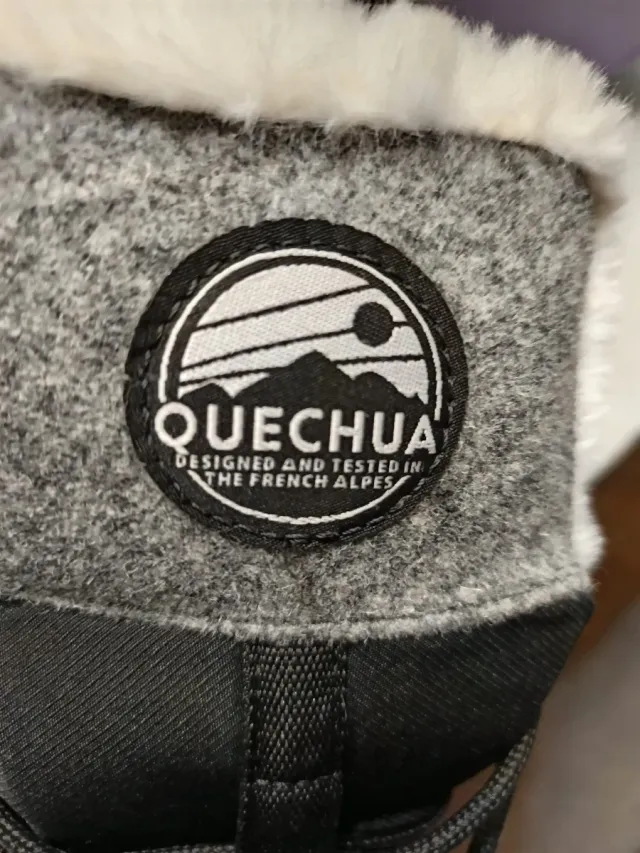 QUECHUA
DESIGNED AND TESTED IN
THE FRENCH ALPES